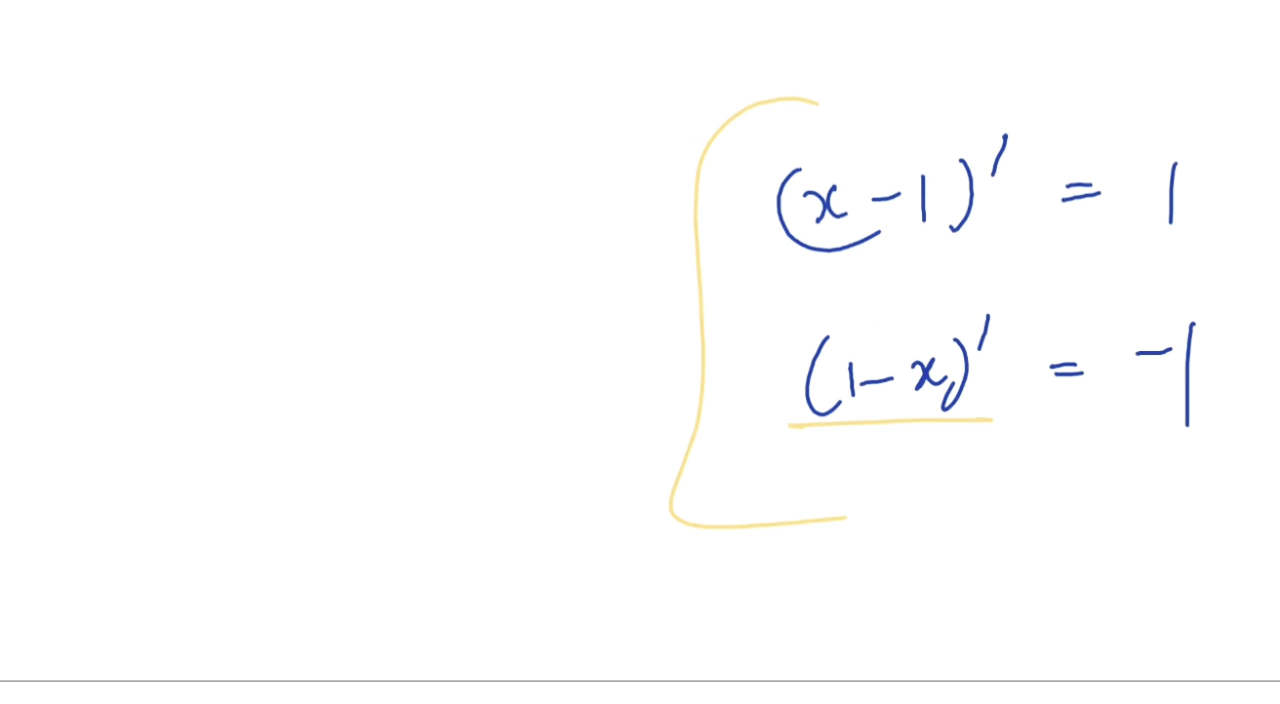 (x-1)' = 1
(1-x)' = -1